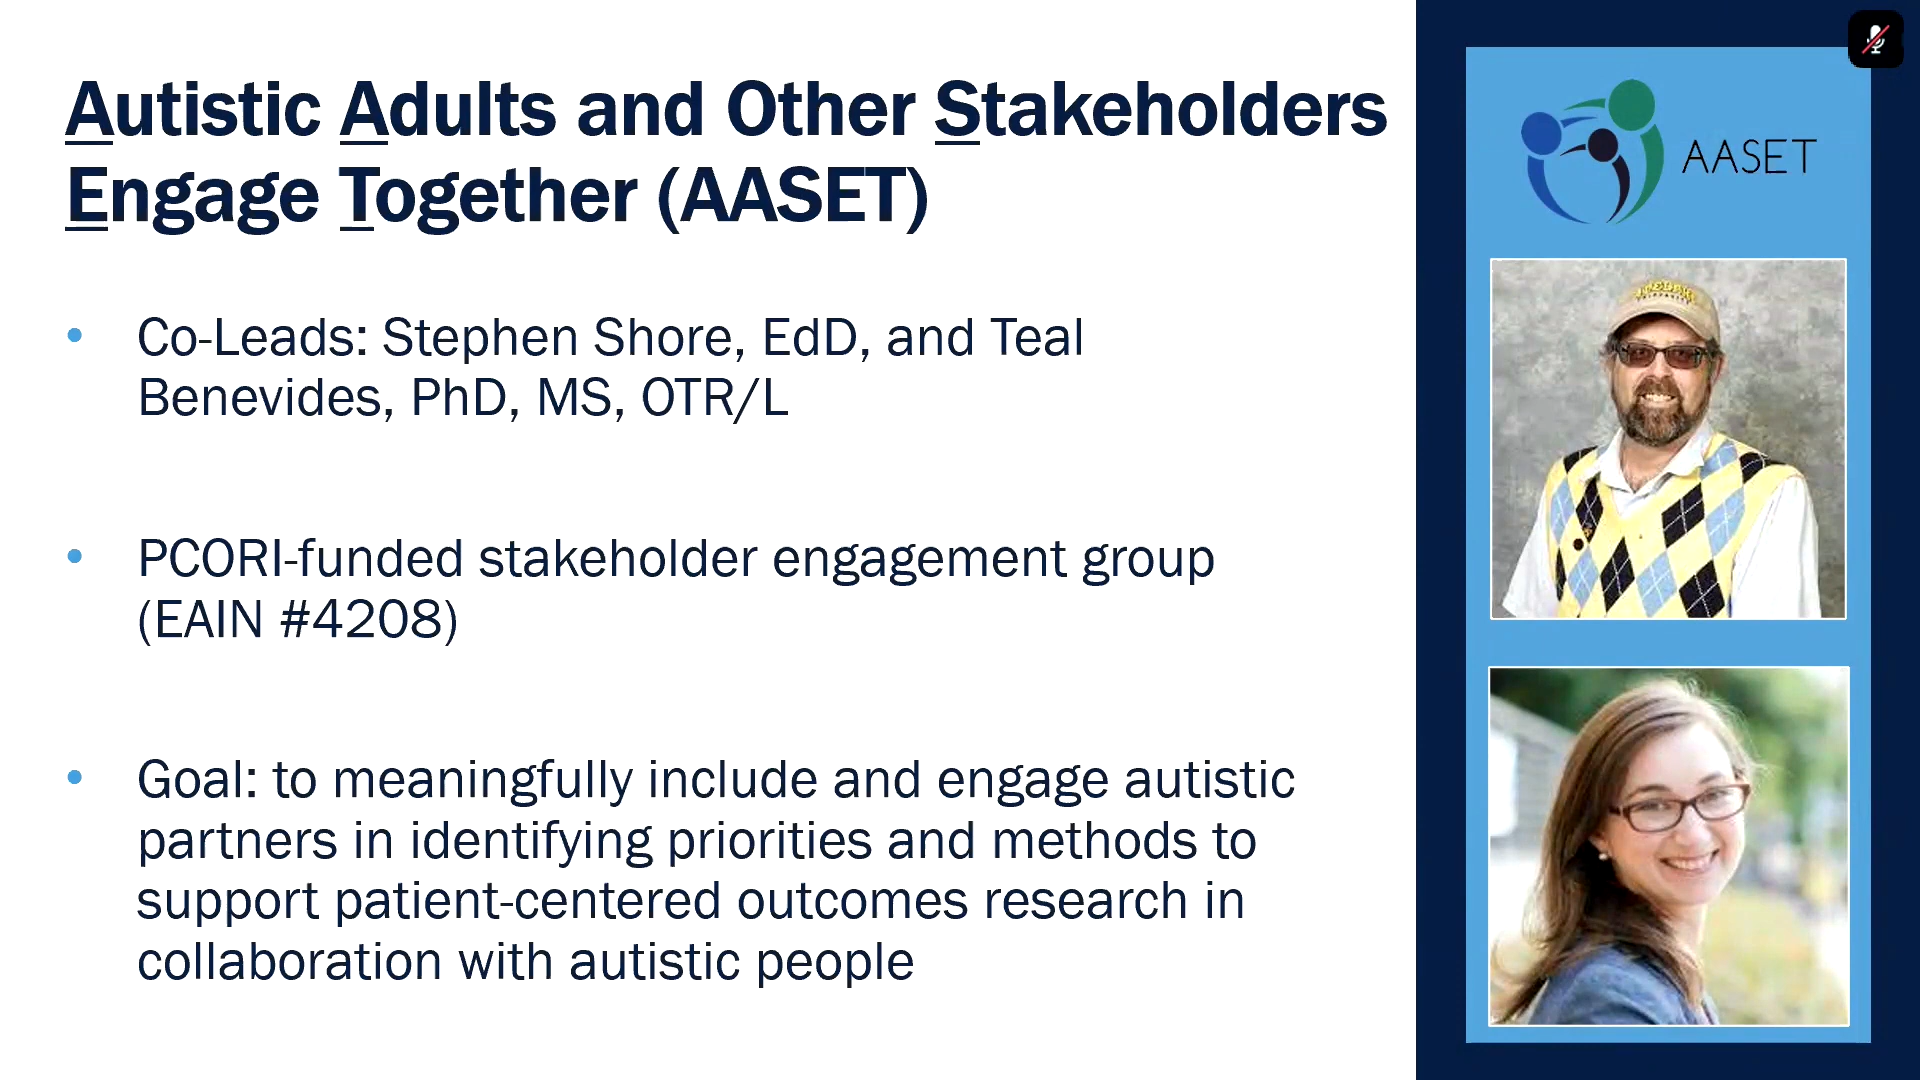 Autistic Adults and Other Stakeholders
Engage Together (AASET)
• Co-Leads: Stephen Shore, EdD, and Teal
Benevides, PhD, MS, OTR/L
• PCORI-funded stakeholder engagement group
(EAIN #4208)
• Goal: to meaningfully include and engage autistic
partners in identifying priorities and methods to
support patient-centered outcomes research in
collaboration with autistic people
AASET